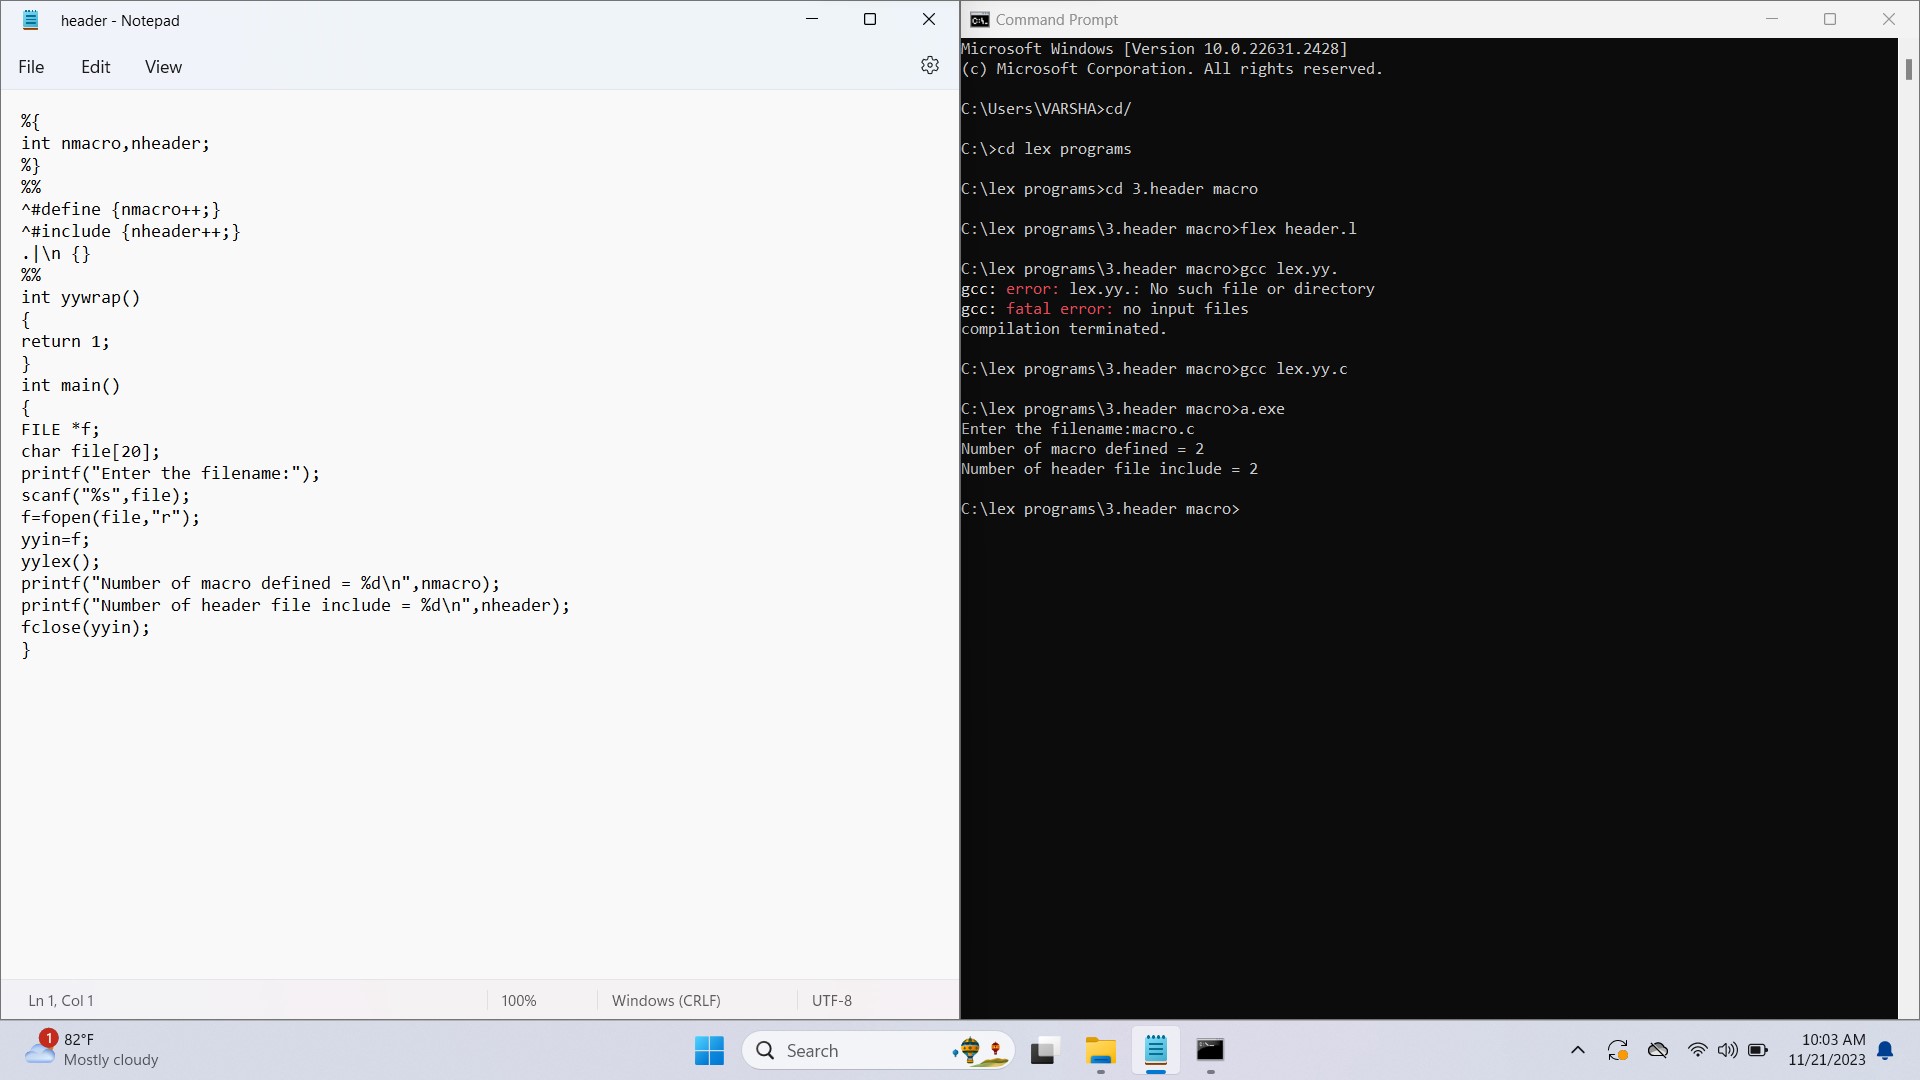 header - Notepad
File Edit View
%{
int nmacro,nheader;
%}
%%
^#define {nmacro++;}
^#include {nheader++;}
.|\n {}
%%
int yywrap()
{
return 1;
}
int main()
{
FILE *f;
char file[20];
printf("Enter the filename:");
scanf("%s",file);
f=fopen(file,"r");
yyin=f;
yylex();
printf("Number of macro defined = %d\n",nmacro);
printf("Number of header file include = %d\n",nheader);
fclose(yyin);
}
Ln 1, Col 1 100% Windows (CRLF) UTF-8
C:\. Command Prompt
Microsoft Windows [Version 10.0.22631.2428]
(c) Microsoft Corporation. All rights reserved.
C:\Users\VARSHA>cd/
C:\>cd lex programs
C:\lex programs>cd 3.header macro
C:\lex programs\3.header macro>flex header.l
C:\lex programs\3.header macro>gcc lex.yy.
gcc: error: lex.yy.: No such file or directory
gcc: fatal error: no input files
compilation terminated.
C:\lex programs\3.header macro>gcc lex.yy.c
C:\lex programs\3.header macro>a.exe
Enter the filename:macro.c
Number of macro defined = 2
Number of header file include = 2
C:\lex programs\3.header macro>
1
82°F
Mostly cloudy
Search
10:03 AM
11/21/2023